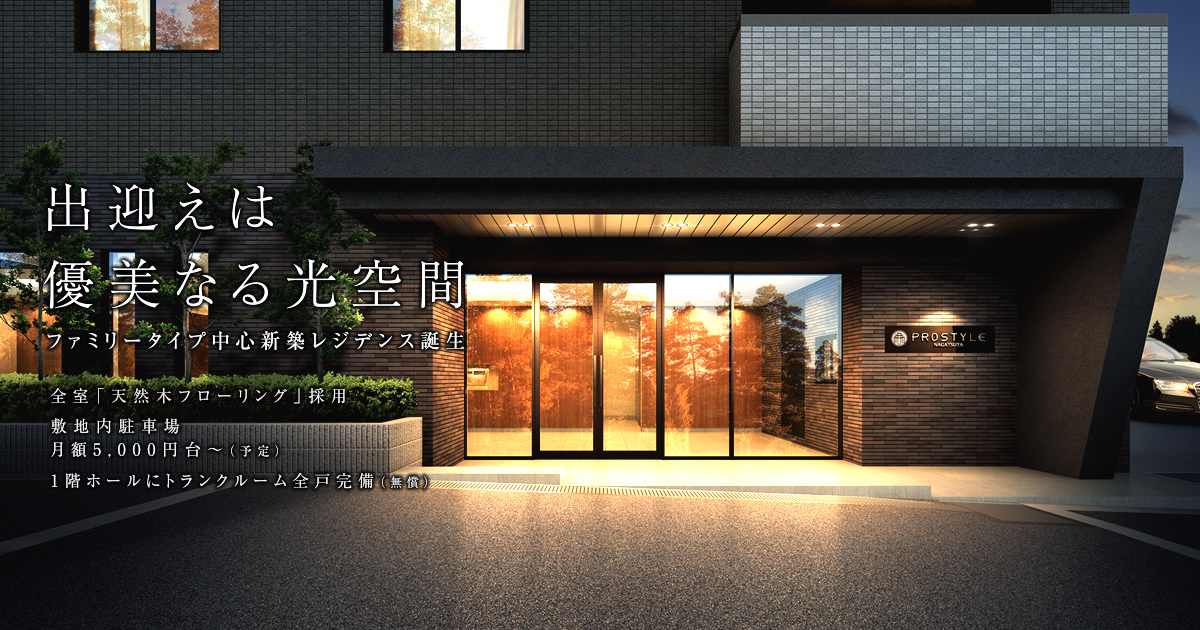 出迎えは
優美なる光空間
ファミリータイプ中心新築レジデンス誕生
全室「天然木フローリング」採用
敷地内駐車場
月額5,000円台～(予定)
1階ホールにトランクルーム全戸完備(無償)
PROSTYLE
NAGATSUTA